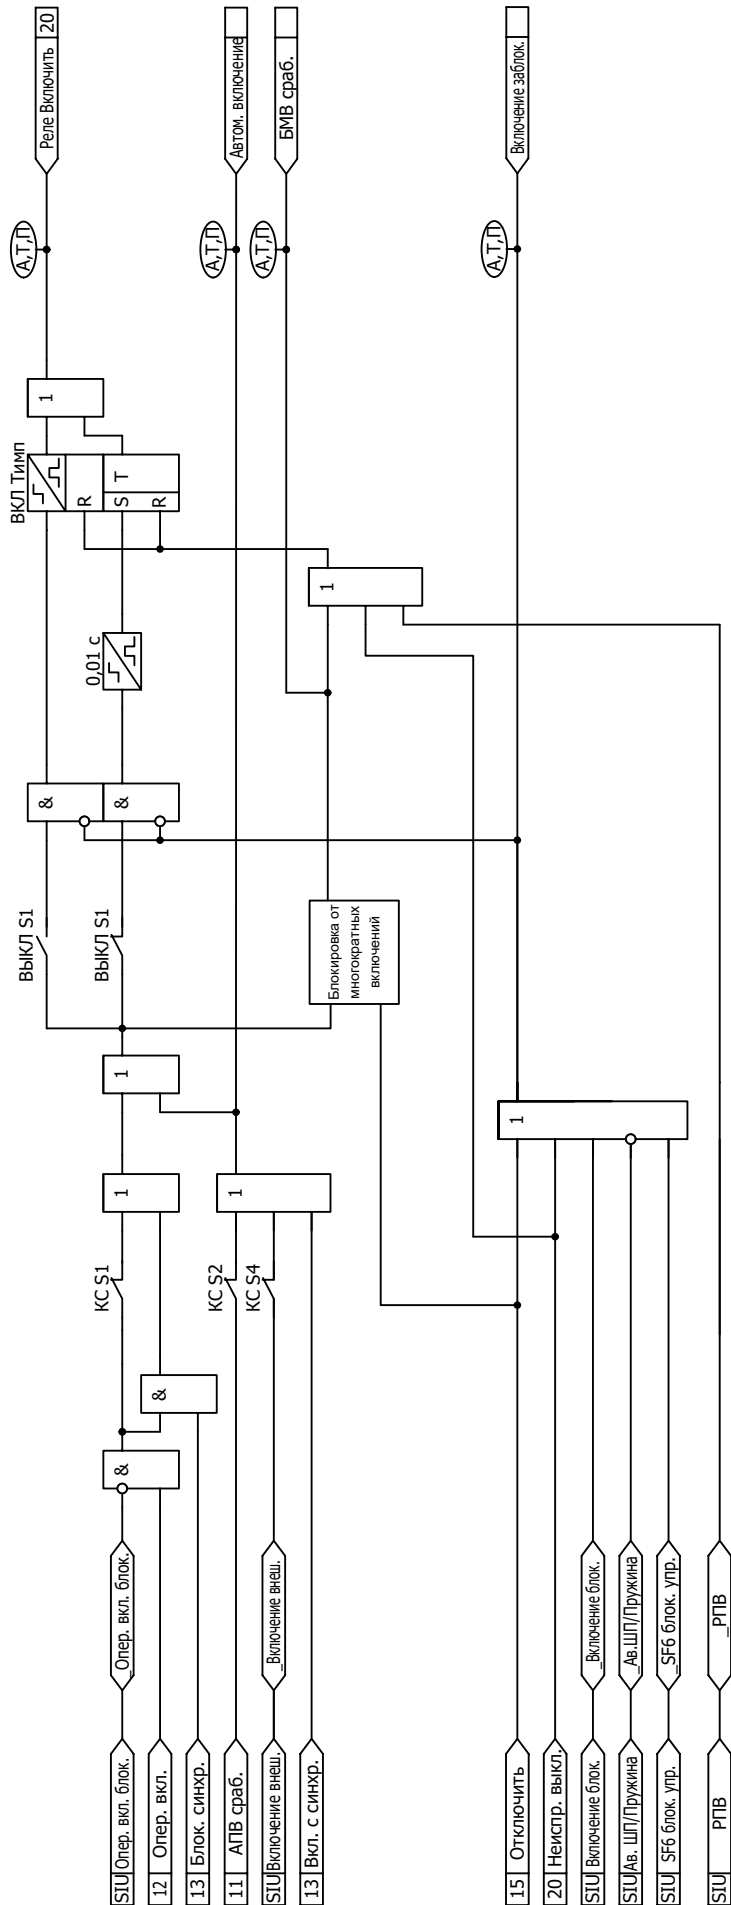 Реле Включить 20
Автом. включение
БМВ сраб.
Включение заблок.
А,Т,П
А,Т,П
А,Т,П
А,Т,П
1
ВКЛ Тимп
R
S T
R
1
0,01 с
&
&
ВЫКЛ S1
ВЫКЛ S1
Блокировка от
многократных
включений
1
1
1
1
КС S1
КС S2
КС S4
&
&
_Опер. вкл. блок.
_Включение внеш.
_Включение блок.
_Ав.ШП/Пружина
_SF6 блок. упр.
_РПВ
SIU Опер. вкл. блок.
12 Опер. вкл.
13 Блок. синхр.
11 АПВ сраб.
SIU Включение внеш.
13 Вкл. с синхр.
15 Отключить
20 Неиспр. выкл.
SIU Включение блок.
SIU Ав. ШП/Пружина
SIU SF6 блок. упр.
SIU РПВ